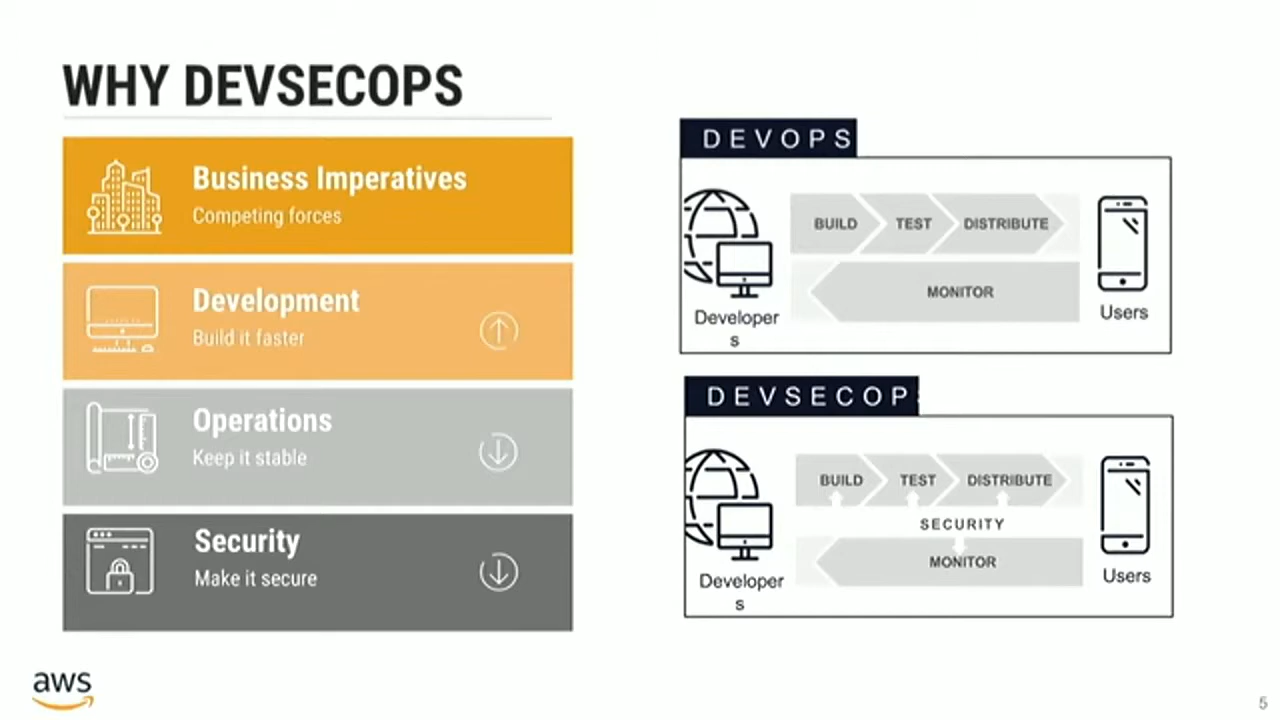 WHY DEVSECOPS
Business Imperatives
Competing forces
Development
Build it faster
Operations
Keep it stable
Security
Make it secure
DEVOPS
BUILD
TEST
DISTRIBUTE
MONITOR
Developer
s
Users
DEVSECOP
BUILD
TEST
DISTRIBUTE
SECURITY
MONITOR
Developer
s
Users
aws
5